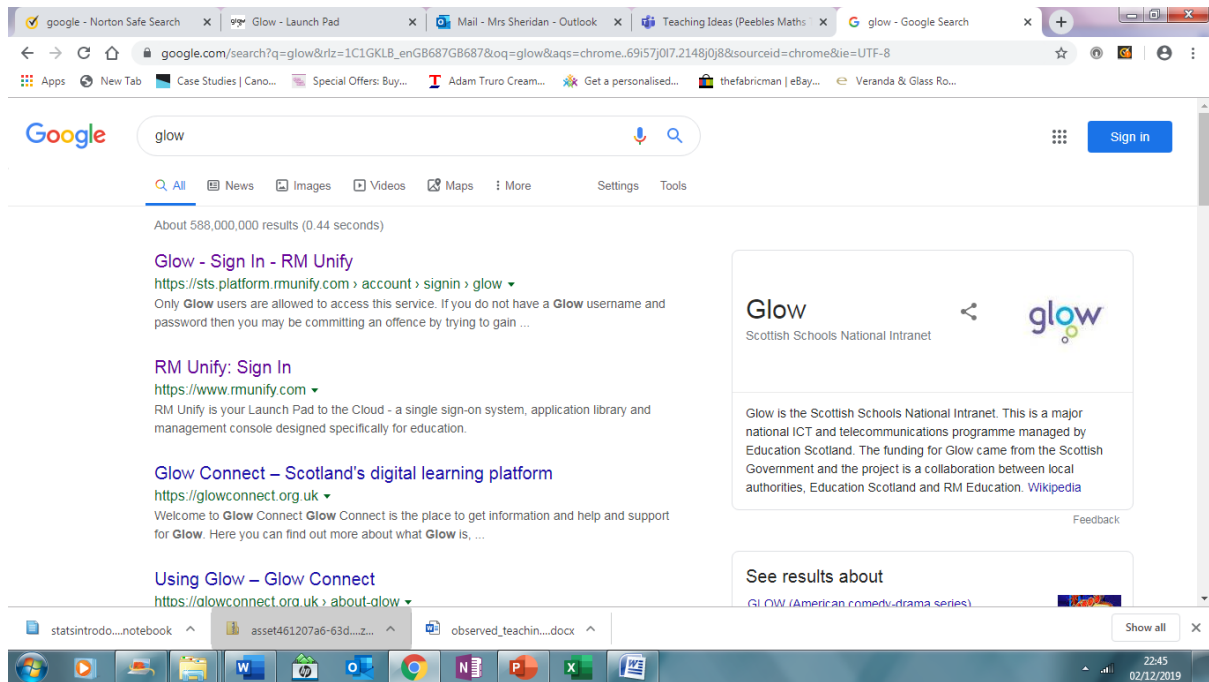 google - Norton Safe Search
Glow - Launch Pad
Mail - Mrs Sheridan - Outlook
Teaching Ideas (Peebles Maths
glow - Google Search
google.com/search?q=glow&rlz=1C1GKLB_enGB687GB687&oq=glow&aqs=chrome..69i57j0l7.2148j0j8&sourceid=chrome&ie=UTF-8
Apps New Tab Case Studies | Cano... Special Offers: Buy... Adam Truro Cream... Get a personalised... thefabricman | eBay... Veranda & Glass Ro...
Google glow Sign in
All News Images Videos Maps More Settings Tools
About 588,000,000 results (0.44 seconds)
Glow - Sign In - RM Unify
https://sts.platform.rmunify.com › account › signin › glow
Only Glow users are allowed to access this service. If you do not have a Glow username and
password then you may be committing an offence by trying to gain ...
RM Unify: Sign In
https://www.rmunify.com
RM Unify is your Launch Pad to the Cloud - a single sign-on system, application library and
management console designed specifically for education.
Glow Connect – Scotland's digital learning platform
https://glowconnect.org.uk
Welcome to Glow Connect Glow Connect is the place to get information and help and support
for Glow. Here you can find out more about what Glow is, ...
Using Glow – Glow Connect
https://glowconnect.org.uk › about-glow
Glow
Scottish Schools National Intranet
glow
Glow is the Scottish Schools National Intranet. This is a major
national ICT and telecommunications programme managed by
Education Scotland. The funding for Glow came from the Scottish
Government and the project is a collaboration between local
authorities, Education Scotland and RM Education. Wikipedia
Feedback
See results about
GLOW (American comedy-drama series)
statsintrodo....notebook asset461207a6-63d....z... observed_teachin....docx Show all
22:45
02/12/2019